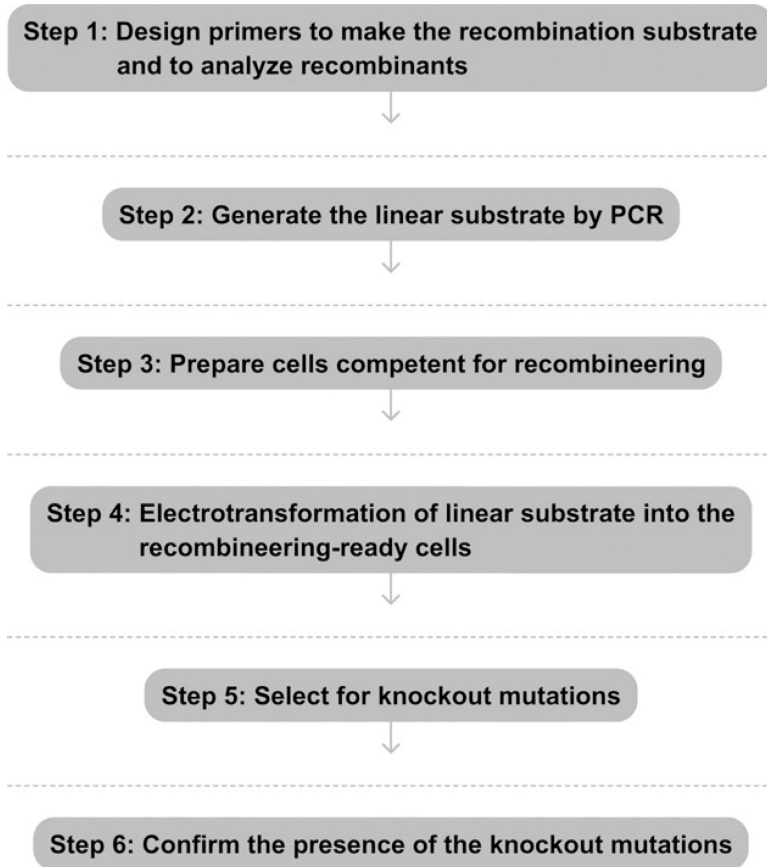 Step 1: Design primers to make the recombination substrate
and to analyze recombinants
Step 2: Generate the linear substrate by PCR
Step 3: Prepare cells competent for recombineering
Step 4: Electrotransformation of linear substrate into the
recombineering-ready cells
Step 5: Select for knockout mutations
Step 6: Confirm the presence of the knockout mutations